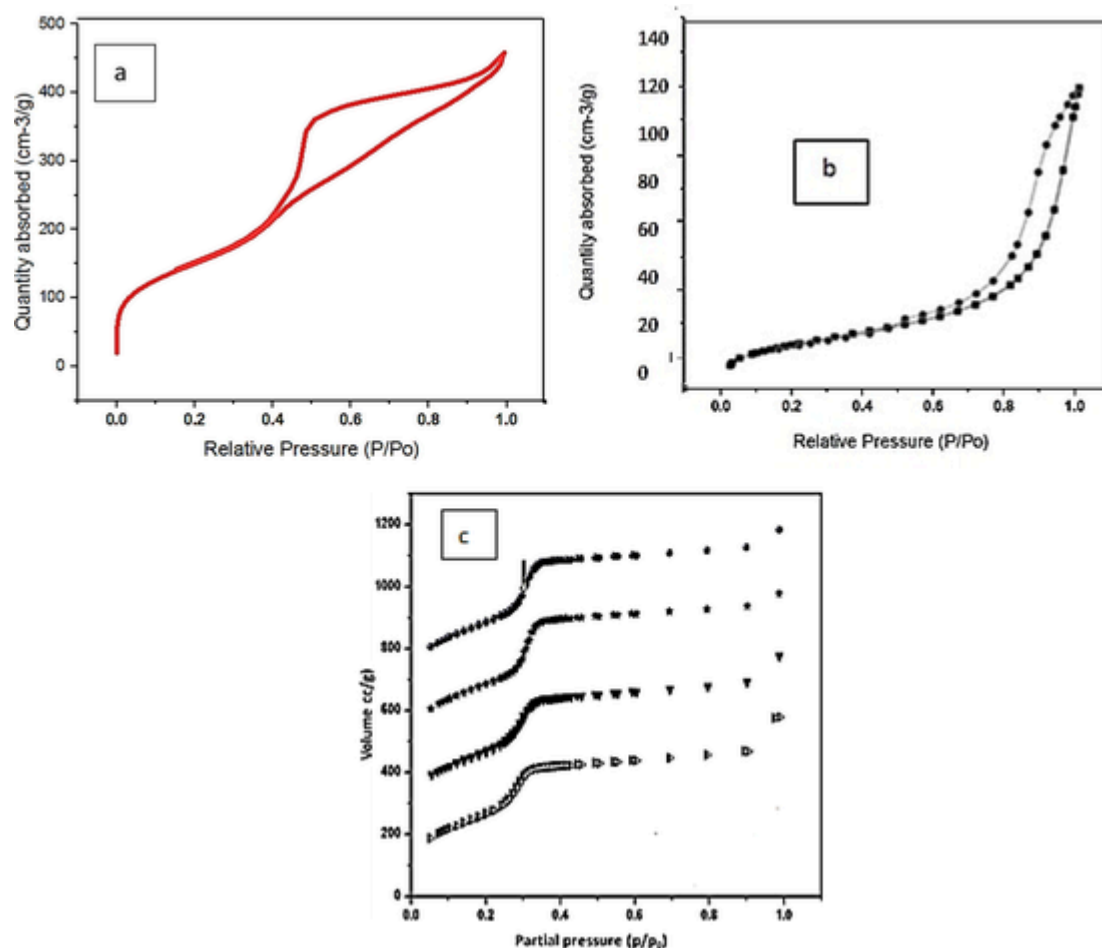 a
Quantity absorbed (cm-3/g)
500
400
300
200
100
0
0.0 0.2 0.4 0.6 0.8 1.0
Relative Pressure (P/Po)
b
Quantity absorbed (cm-3/g)
140
120
100
80
60
40
20
0
0.0 0.2 0.4 0.6 0.8 1.0
Relative Pressure (P/Po)
c
Volume cc/g)
1200
1000
800
600
400
200
0
0.0 0.2 0.4 0.6 0.8 1.0
Partial pressure (p/p₀)